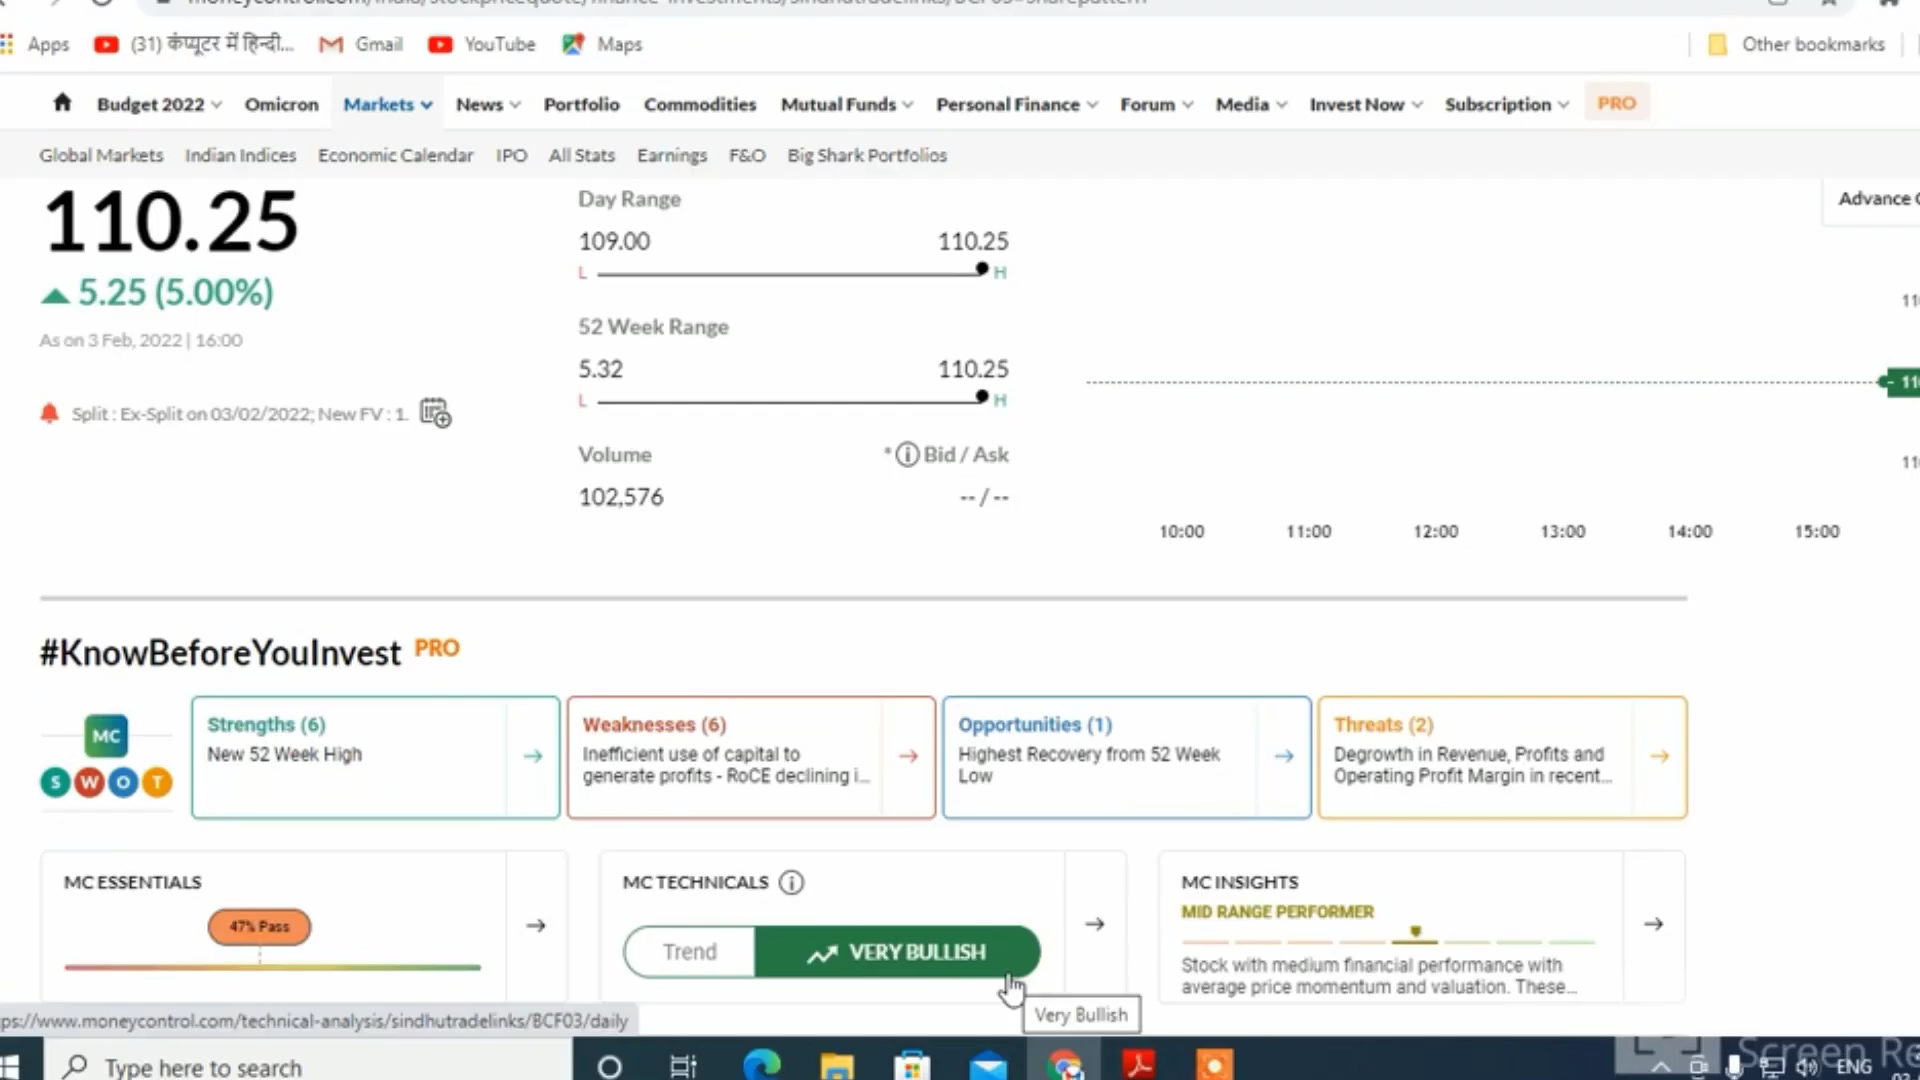 Apps (31) कंप्यूटर में हिन्दी... Gmail YouTube Maps Other bookmarks
Budget 2022 Omicron Markets News Portfolio Commodities Mutual Funds Personal Finance Forum Media Invest Now Subscription PRO
Global Markets Indian Indices Economic Calendar IPO All Stats Earnings F&O Big Shark Portfolios
110.25
5.25 (5.00%)
As on 3 Feb, 2022 | 16:00
Split : Ex-Split on 03/02/2022; New FV : 1.
Day Range
109.00 110.25
L H
52 Week Range
5.32 110.25
L H
Volume * Bid / Ask
102,576 -- / --
Advance
10:00 11:00 12:00 13:00 14:00 15:00
#KnowBeforeYouInvest PRO
MC
S W O T
Strengths (6)
New 52 Week High
Weaknesses (6)
Inefficient use of capital to
generate profits - RoCE declining i...
Opportunities (1)
Highest Recovery from 52 Week
Low
Threats (2)
Degrowth in Revenue, Profits and
Operating Profit Margin in recent...
MC ESSENTIALS
47% Pass
MC TECHNICALS
Trend VERY BULLISH
Very Bullish
MC INSIGHTS
MID RANGE PERFORMER
Stock with medium financial performance with
average price momentum and valuation. These...
ps://www.moneycontrol.com/technical-analysis/sindhutradelinks/BCF03/daily
Type here to search
Screen Re
ENG